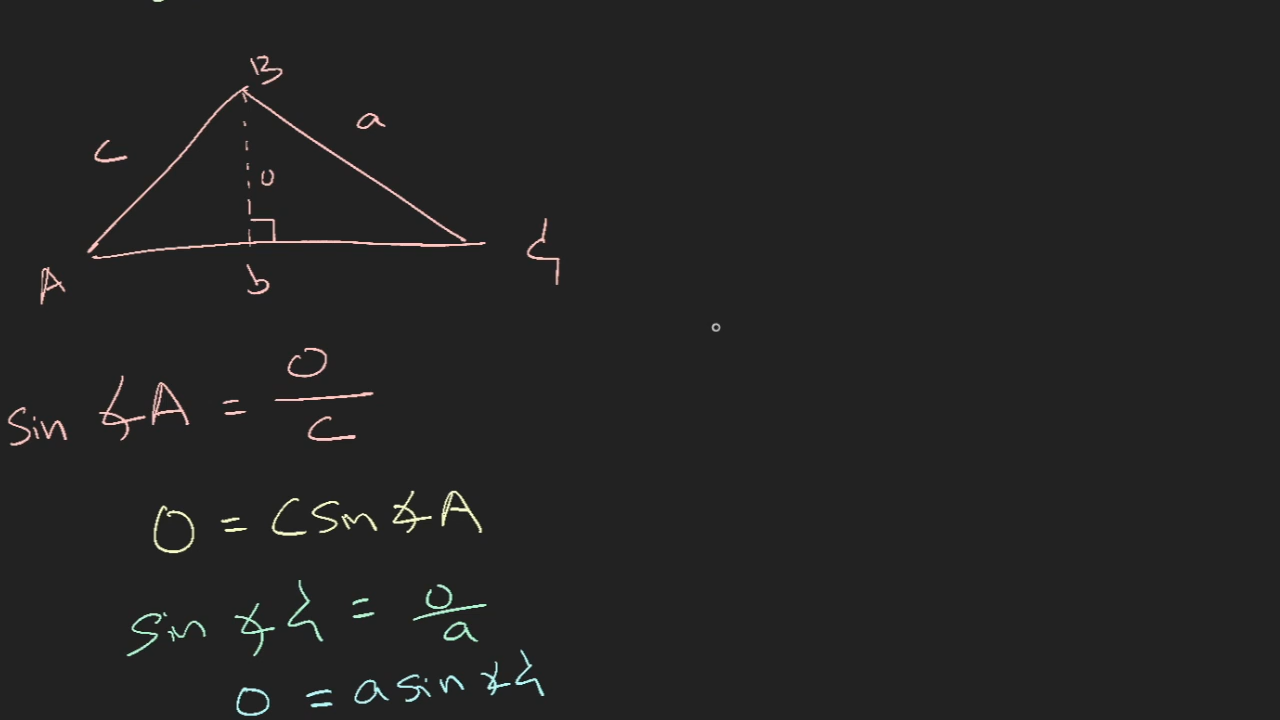 B
c
a
o
A
b
C
sin ∡A = o/c
o = c sin ∡A
sin ∡C = o/a
o = a sin ∡C